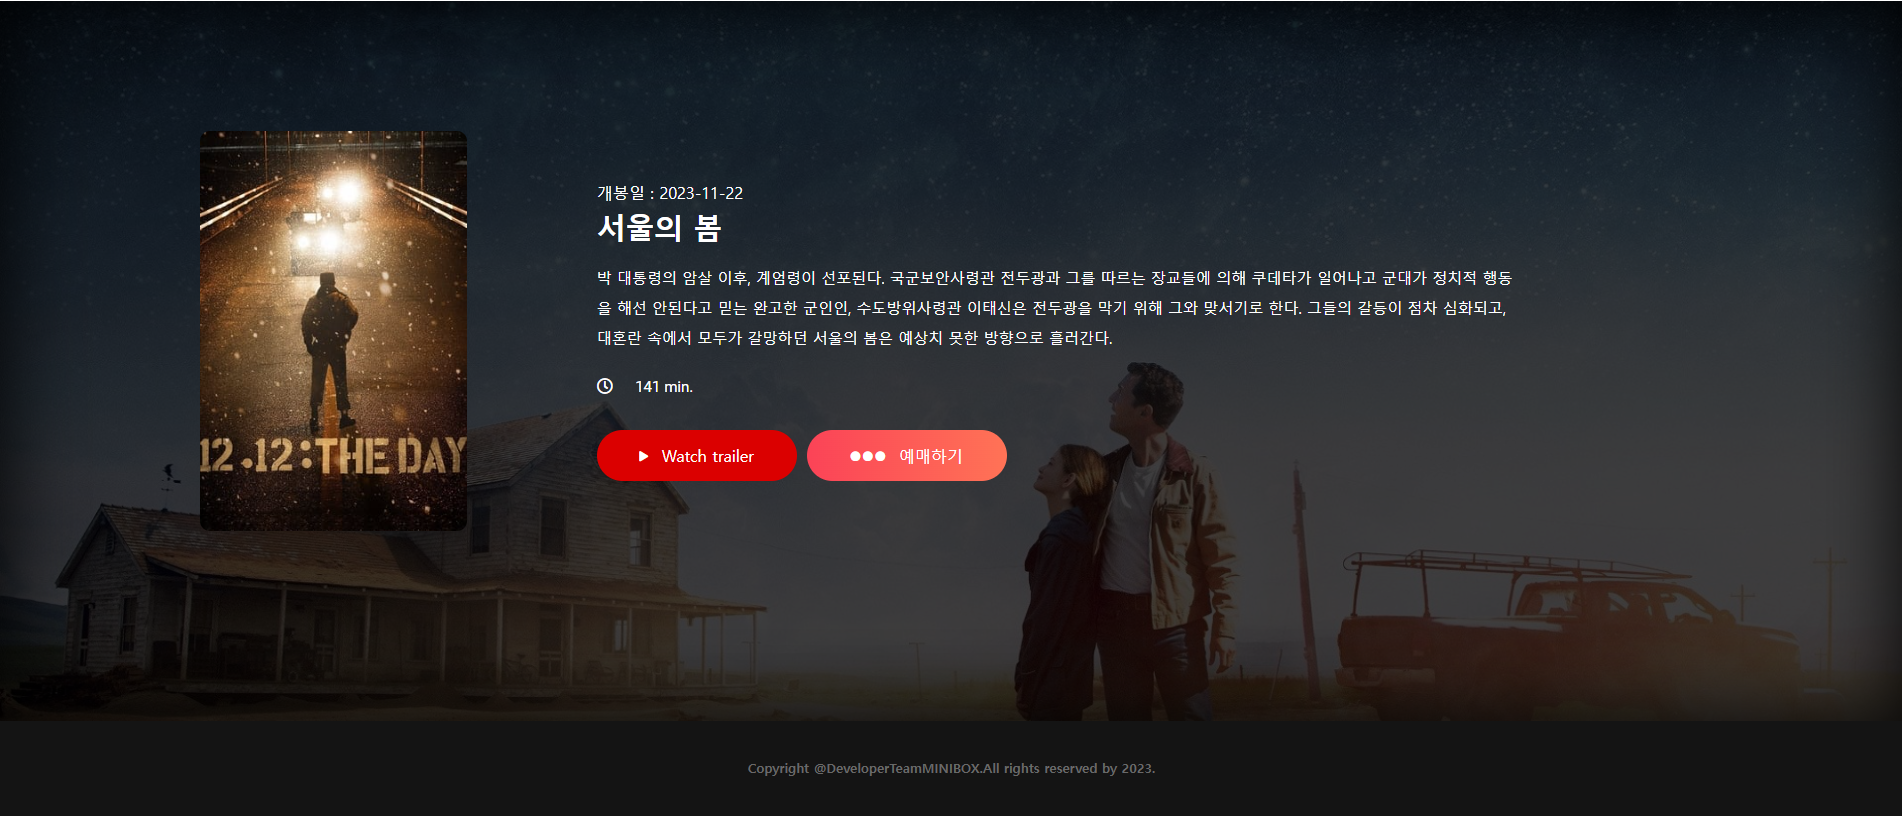 12.12:THE DAY
개봉일 : 2023-11-22
서울의 봄
박 대통령의 암살 이후, 계엄령이 선포된다. 국군보안사령관 전두광과 그를 따르는 장교들에 의해 쿠데타가 일어나고 군대가 정치적 행동
을 해선 안된다고 믿는 완고한 군인인, 수도방위사령관 이태신은 전두광을 막기 위해 그와 맞서기로 한다. 그들의 갈등이 점차 심화되고,
대혼란 속에서 모두가 갈망하던 서울의 봄은 예상치 못한 방향으로 흘러간다.
141 min.
Watch trailer
예매하기
Copyright @DeveloperTeamMINIBOX.All rights reserved by 2023.